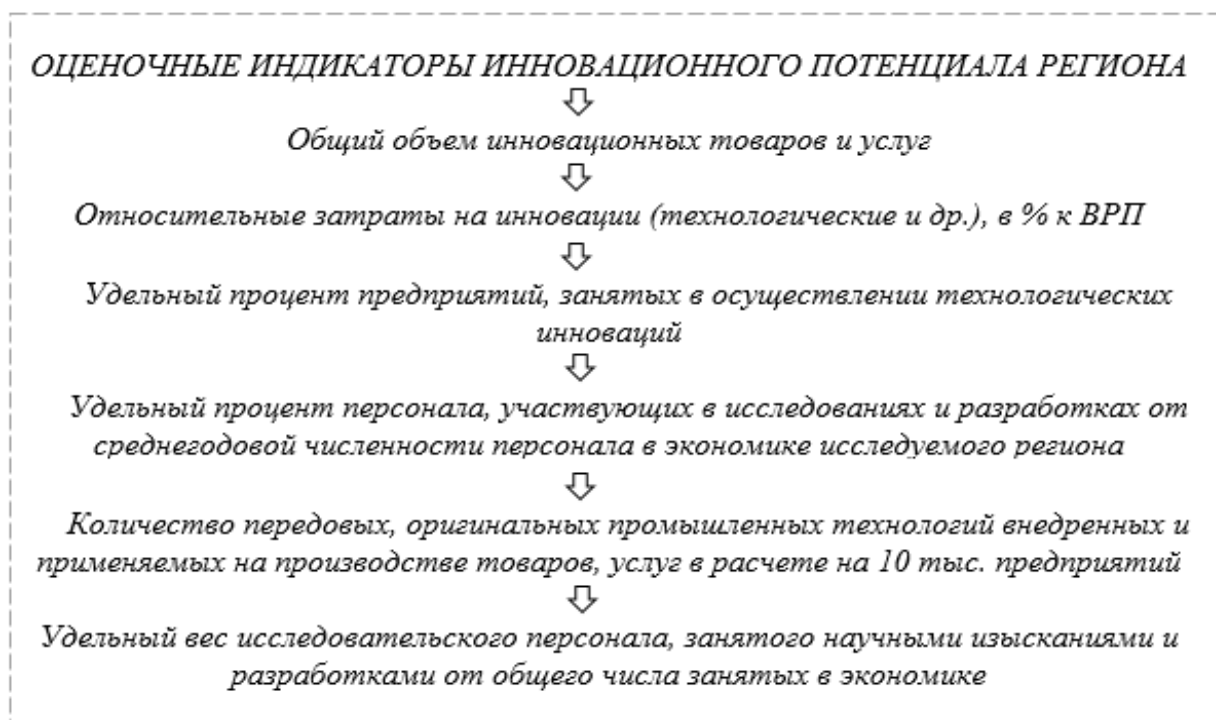 ОЦЕНОЧНЫЕ ИНДИКАТОРЫ ИННОВАЦИОННОГО ПОТЕНЦИАЛА РЕГИОНА
Общий объем инновационных товаров и услуг
Относительные затраты на инновации (технологические и др.), в % к ВРП
Удельный процент предприятий, занятых в осуществлении технологических
инноваций
Удельный процент персонала, участвующих в исследованиях и разработках от
среднегодовой численности персонала в экономике исследуемого региона
Количество передовых, оригинальных промышленных технологий внедренных и
применяемых на производстве товаров, услуг в расчете на 10 тыс. предприятий
Удельный вес исследовательского персонала, занятого научными изысканиями и
разработками от общего числа занятых в экономике